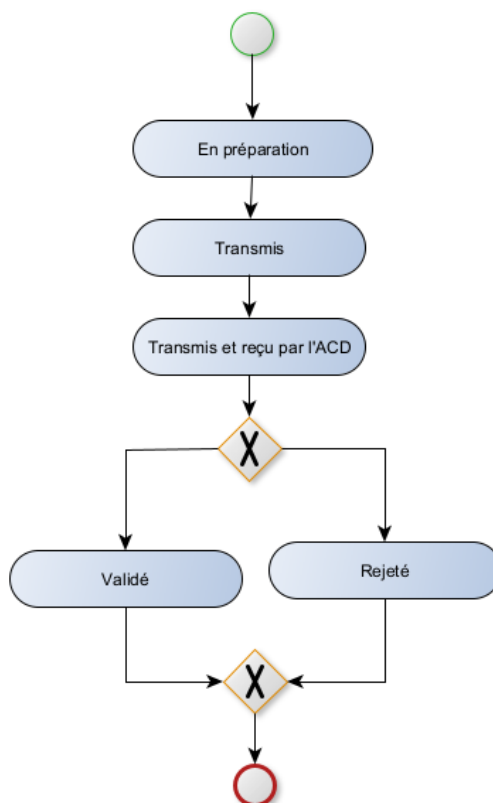 En préparation
Transmis
Transmis et reçu par l'ACD
X
Validé
Rejeté
X